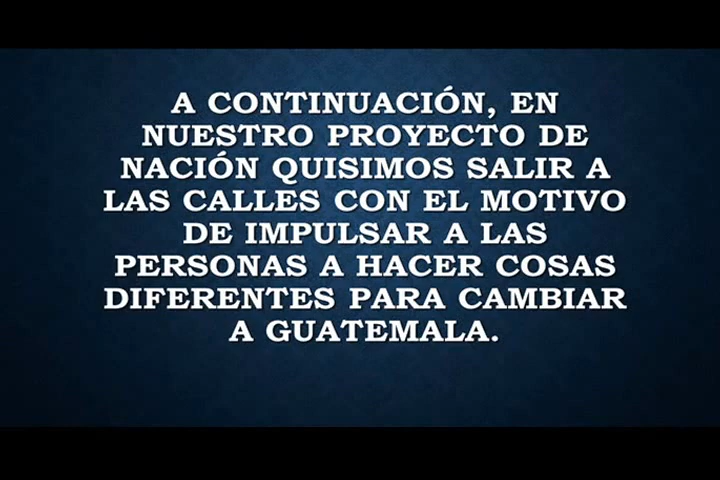 A CONTINUACIÓN, EN
NUESTRO PROYECTO DE
NACIÓN QUISIMOS SALIR A
LAS CALLES CON EL MOTIVO
DE IMPULSAR A LAS
PERSONAS A HACER COSAS
DIFERENTES PARA CAMBIAR
A GUATEMALA.